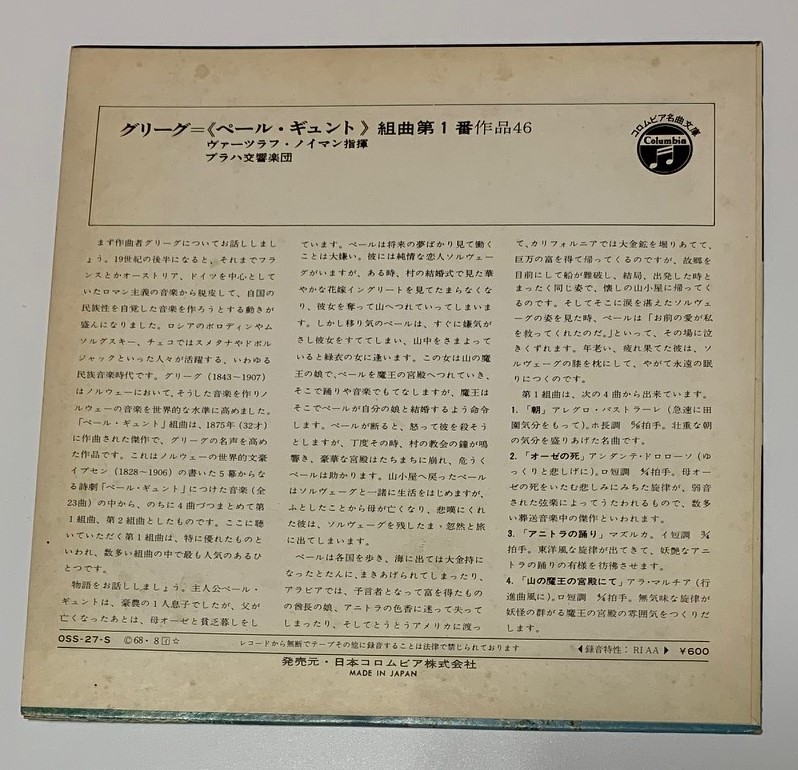 グリーグ=《ペール・ギュント》組曲第1番作品46
ヴァーツラフ・ノイマン指揮
プラハ交響楽団
コロムビア名曲文庫
Columbia
まず作曲者グリーグについてお話ししましょ
う。19世紀の後半になると、それまでフラ
ンスとかオーストリア、ドイツを中心として
いたロマン主義の音楽から脱皮して、自国の
民族性を自覚した音楽を作ろうとする動きが
盛んになりました。ロシアのボロディンやム
ソルグスキー、チェコではスメタナやドボル
ジャックといった人々が活躍する、いわゆる
民族音楽時代です。グリーグ(1843〜1907)
はノルウェーにおいて、そうした音楽を作りノ
ルウェーの音楽を世界的な水準に高めました。
「ペール・ギュント」組曲は、1875年(32才)
に作曲された傑作で、グリーグの名声を高め
た作品です。これはノルウェーの世界的文豪
イプセン(1828〜1906)の書いた5幕からな
る詩劇「ペール・ギュント」につけた音楽(全
23曲)の中から、のちに4曲づつまとめて第
1組曲、第2組曲としたものです。ここに聴
いていただく第1組曲は、特に優れたものと
いわれ、数多い組曲の中で最も人気のあるひ
とつです。
物語をお話ししましょう。主人公ペール・
ギュントは、豪農の1人息子でしたが、父が
亡くなったあとは、母オーゼと貧乏暮しをし
ています。ペールは将来の夢ばかり見て働く
ことは大嫌い。彼には純情な恋人ソルヴェー
グがいますが、ある時、村の結婚式で見た華
やかな花嫁イングリートを見てたまらなくな
り、彼女を奪って山へつれていってしまいま
す。しかし移り気のペールは、すぐに嫌気が
さし彼女をすててしまい、山中をさまよって
いると緑衣の女に逢います。この女は山の魔
王の娘で、ペールを魔王の宮殿へつれていき、
そこで踊りや音楽でもてなしますが、魔王は
そこでペールが自分の娘と結婚するよう命令
します。ペールが断ると、怒って彼を殺そう
としますが、丁度その時、村の教会の鐘が鳴
響き、豪華な宮殿はたちまちに崩れ、危うく
ペールは助かります。山小屋へ戻ったペール
はソルヴェーグと一緒に生活をはじめますが、
ふとしたことから母が亡くなり、悲嘆にくれ
た彼は、ソルヴェーグを残したまゝ忽然と旅
に出てしまいます。
ペールは各国を歩き、海に出ては大金持に
なったとたんに、まきあげられてしまったり、
アラビアでは、予言者となって富を得たもの
の酋長の娘、アニトラの色香に迷って失って
しまったり、そしてとうとうアメリカに渡っ
て、カリフォルニアでは大金鉱を堀りあてて、
巨万の富を得て帰ってくるのですが、故郷を
目前にして船が難破し、結局、出発した時と
まったく同じ姿で、懐しの山小屋に帰ってく
るのです。そしてそこに涙を湛えたソルヴェ
ーグの姿を見た時、ペールは「お前の愛が私
を救ってくれたのだ。」といって、その場に泣
きくずれます。年老い、疲れ果てた彼は、ソル
ヴェーグの膝を枕にして、やがて永遠の眠
りにつくのです。
第1組曲は、次の4曲から出来ています。
1.「朝」アレグロ・パストラーレ(急速に田
園気分をもって)。ホ長調 6/8拍手。壮重な朝
の気分を盛りあげた名曲です。
2.「オーゼの死」アンダンテ・ドロローソ(ゆ
っくりと悲しげに)。ロ短調 4/4拍手。母オー
ゼの死をいたむ悲しみにみちた旋律が、弱音
された弦楽によってうたわれるもので、数多
い葬送音楽中の傑作といわれます。
3.「アニトラの踊り」マズルカ。イ短調 3/4
拍手。東洋風な旋律が出てきて、妖艶なアニ
トラの踊りの有様を彷彿させます。
4.「山の魔王の宮殿にて」アラ・マルチア(行
進曲風に)。ロ短調 4/4拍手。無気味な旋律が
妖怪の群がる魔王の宮殿の雰囲気をつくりだ
します。
OSS-27-S Ⓒ68・8 ☆ レコードから無断でテープその他に録音することは法律で禁じられております ◀録音特性:RIAA▶ ¥600
発売元・日本コロムビア株式会社
MADE IN JAPAN